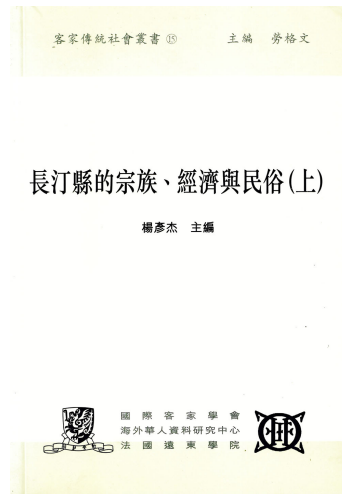 客家傳統社會叢書⑮ 主編 勞格文
長汀縣的宗族、經濟與民俗(上)
楊彥杰 主編
國際客家學會
海外華人資料研究中心
法國遠東學院